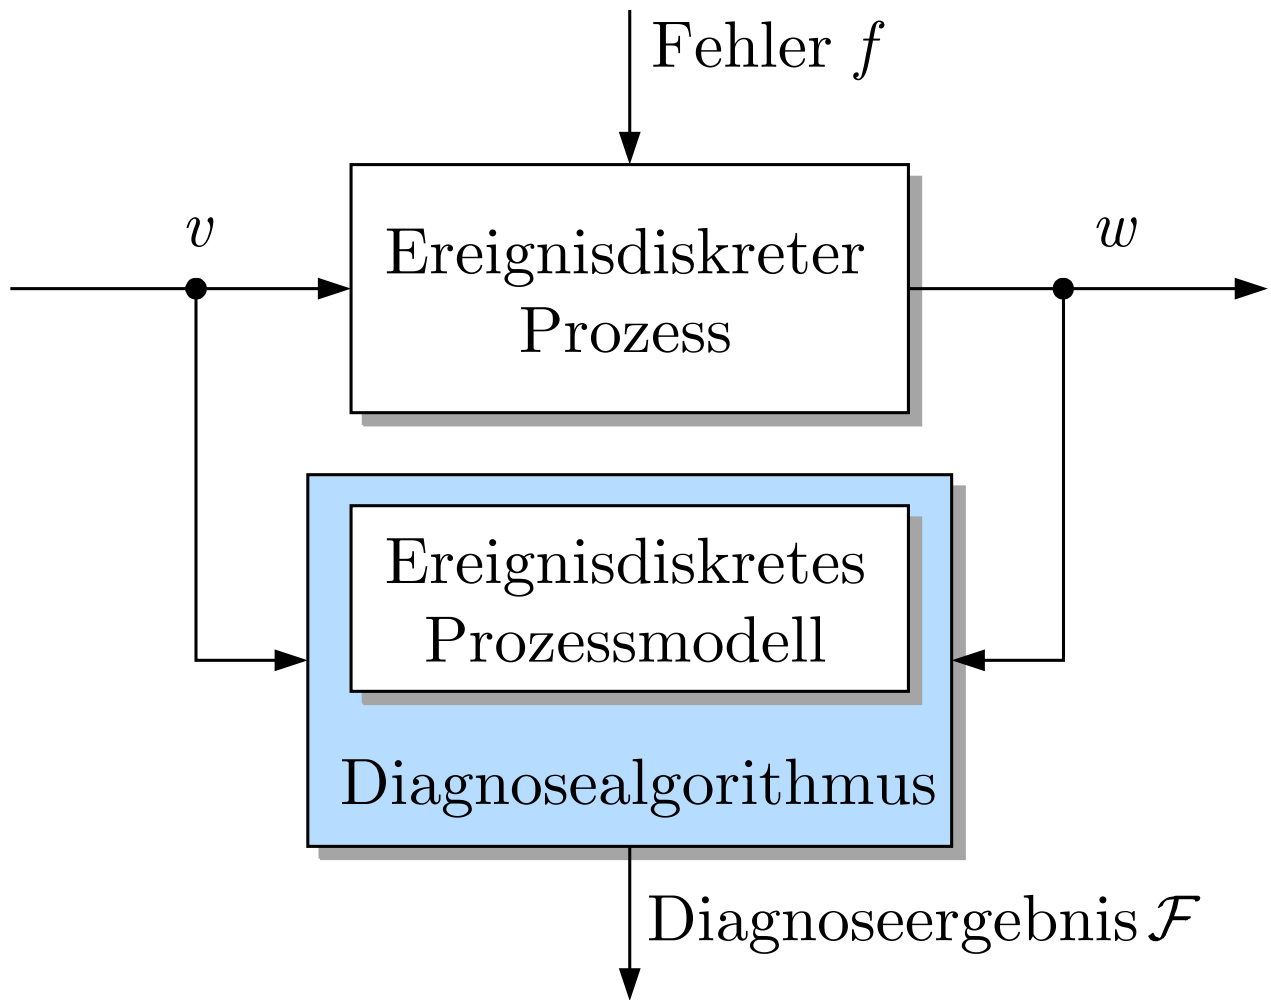 Fehler f
v
w
Ereignisdiskreter
Prozess
Ereignisdiskretes
Prozessmodell
Diagnosealgorithmus
Diagnoseergebnis ℱ